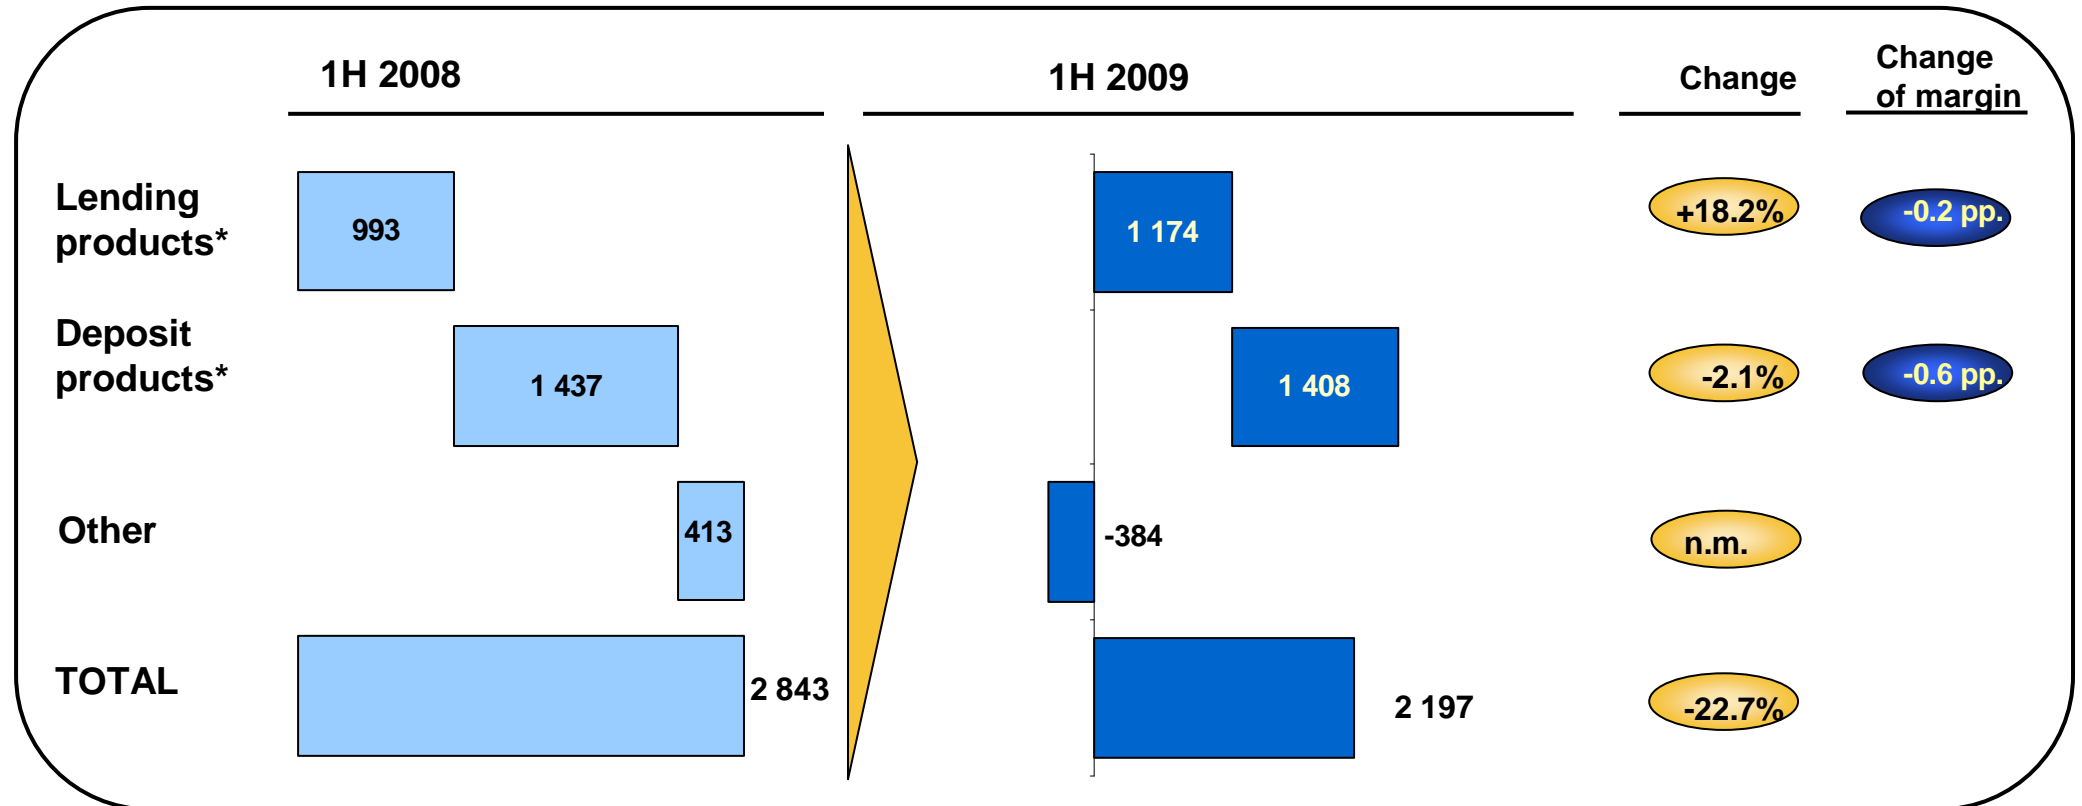 1H 2008
1H 2009
Change
Change
of margin
Lending
products*
993
1 174
+18.2%
-0.2 pp.
Deposit
products*
1 437
1 408
-2.1%
-0.6 pp.
Other
413
-384
n.m.
TOTAL
2 843
2 197
-22.7%